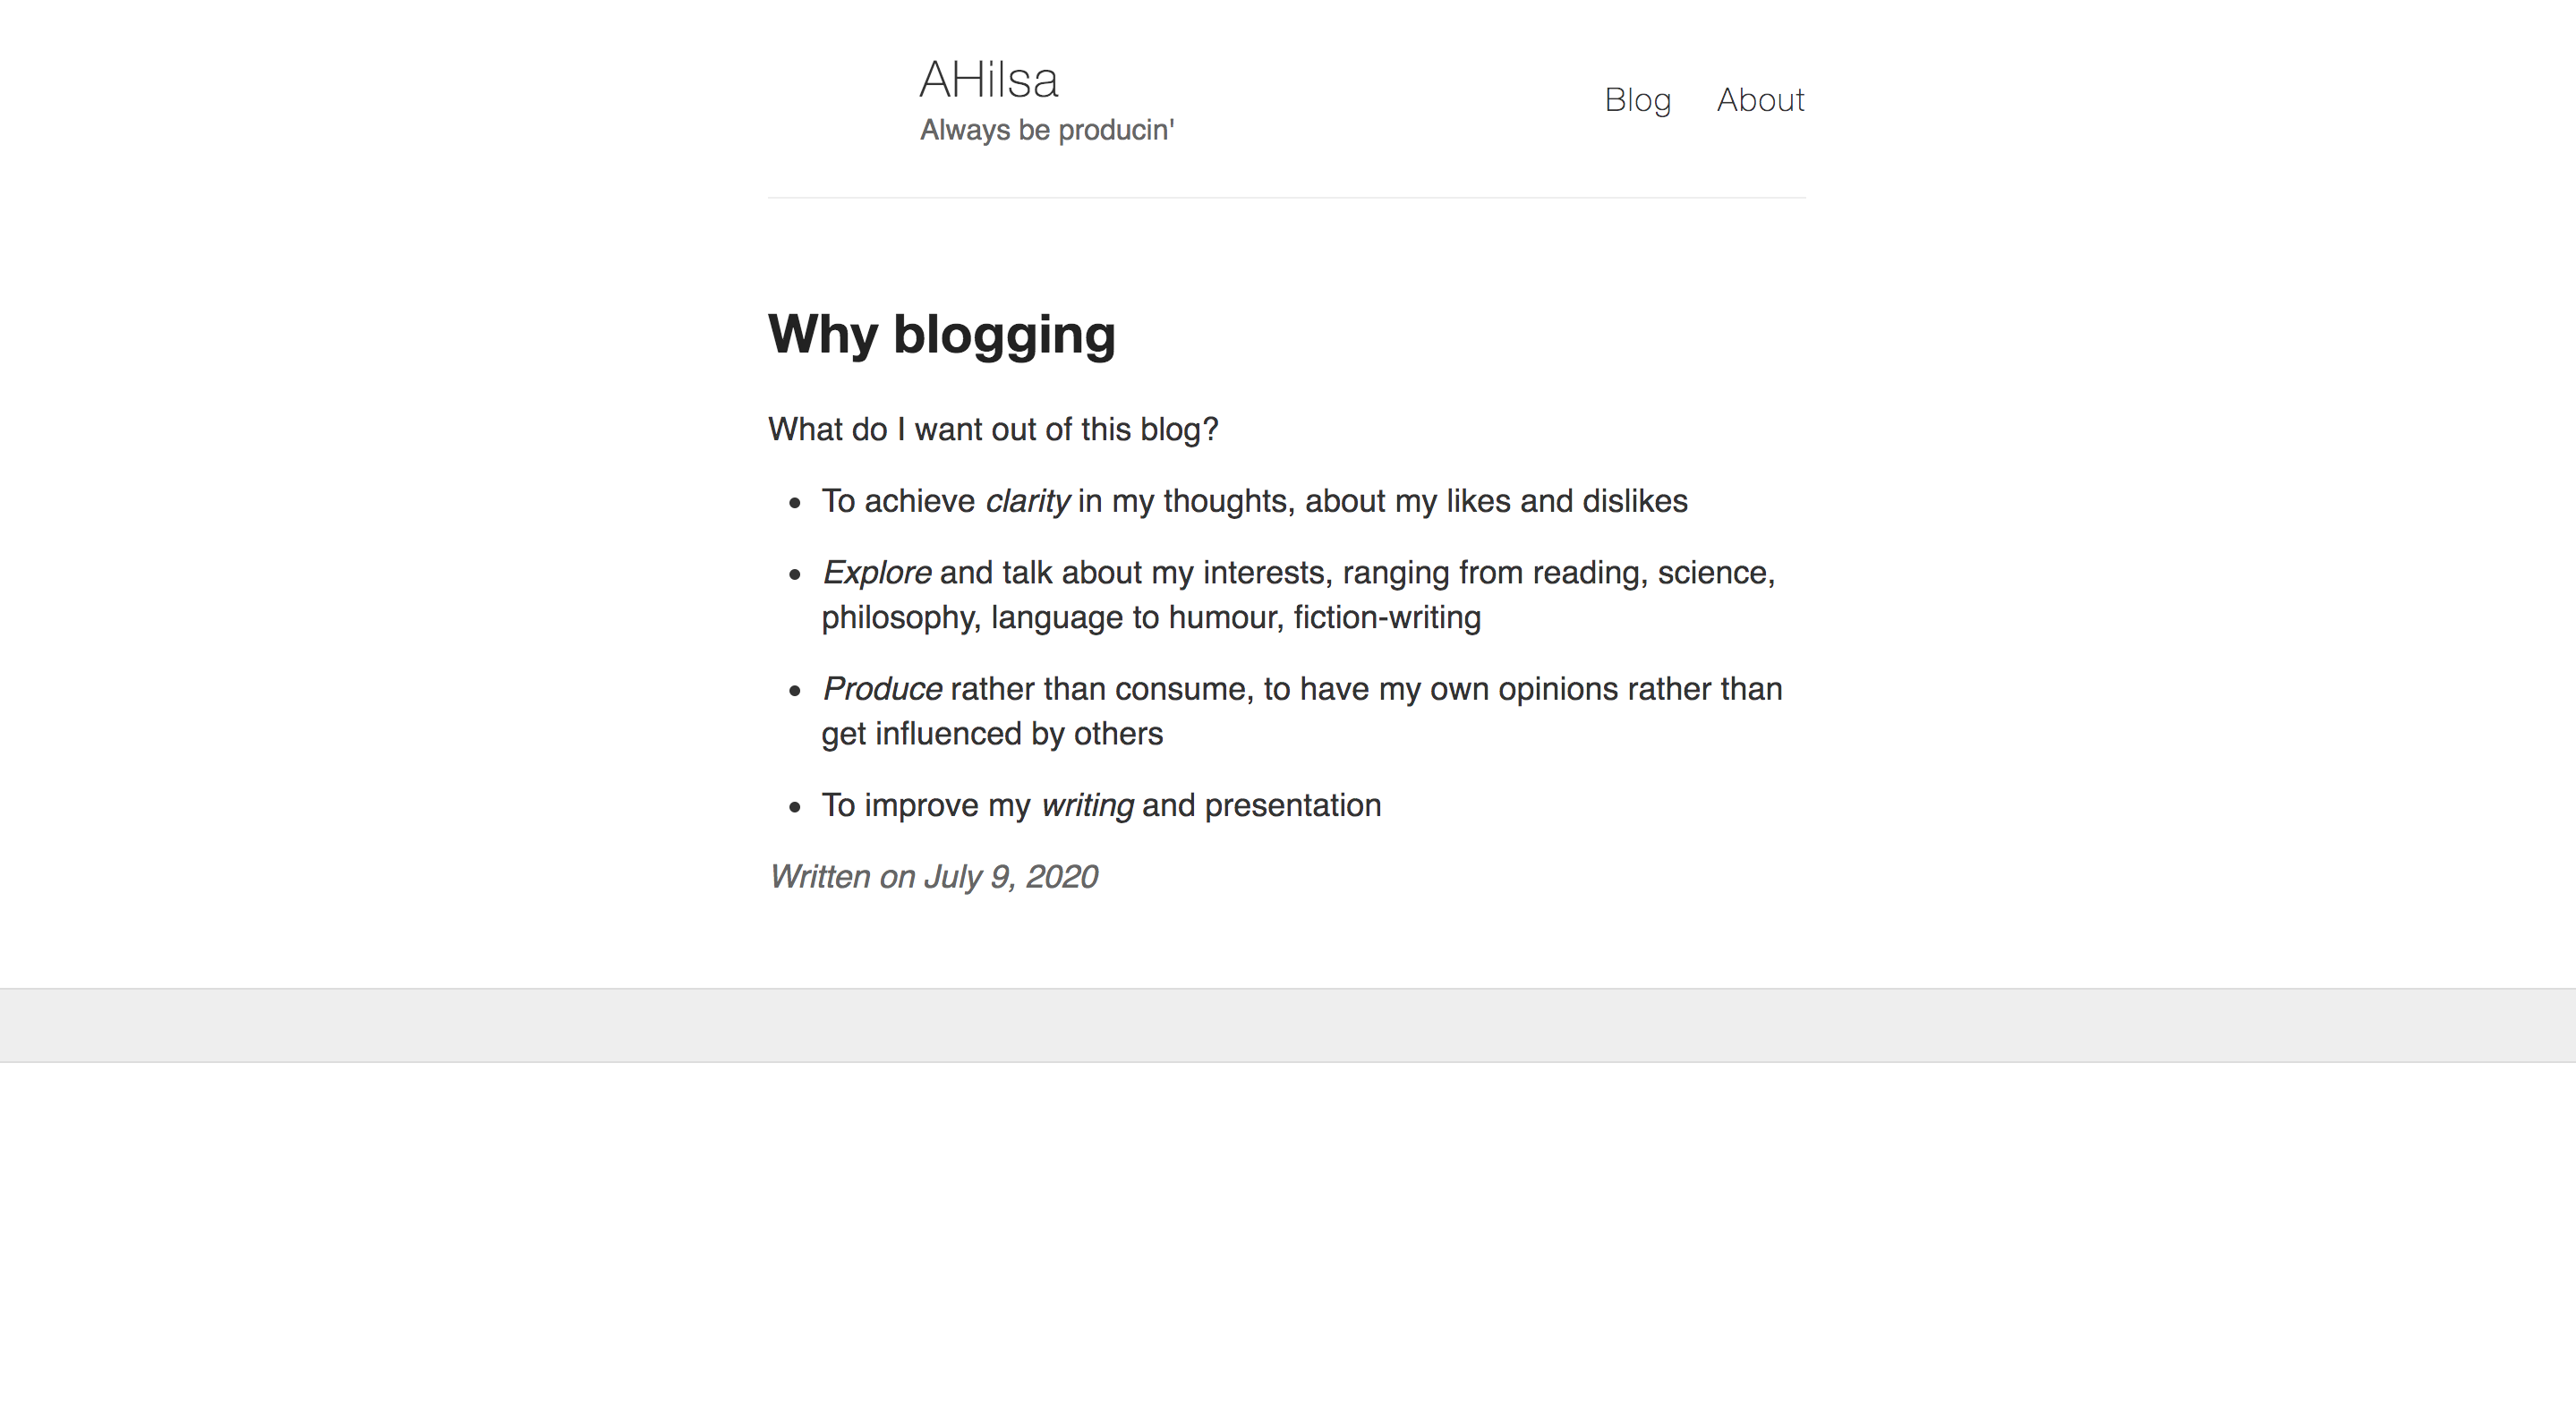 AHilsa
Always be producin'
Blog About
Why blogging
What do I want out of this blog?
• To achieve clarity in my thoughts, about my likes and dislikes
• Explore and talk about my interests, ranging from reading, science,
philosophy, language to humour, fiction-writing
• Produce rather than consume, to have my own opinions rather than
get influenced by others
• To improve my writing and presentation
Written on July 9, 2020